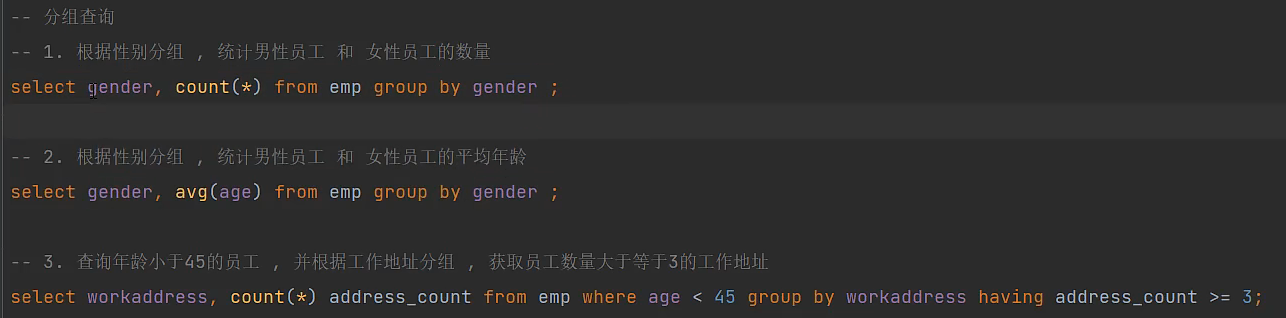 -- 分组查询
-- 1. 根据性别分组 , 统计男性员工 和 女性员工的数量
select gender, count(*) from emp group by gender ;
-- 2. 根据性别分组 , 统计男性员工 和 女性员工的平均年龄
select gender, avg(age) from emp group by gender ;
-- 3. 查询年龄小于45的员工 , 并根据工作地址分组 , 获取员工数量大于等于3的工作地址
select workaddress, count(*) address_count from emp where age < 45 group by workaddress having address_count >= 3;